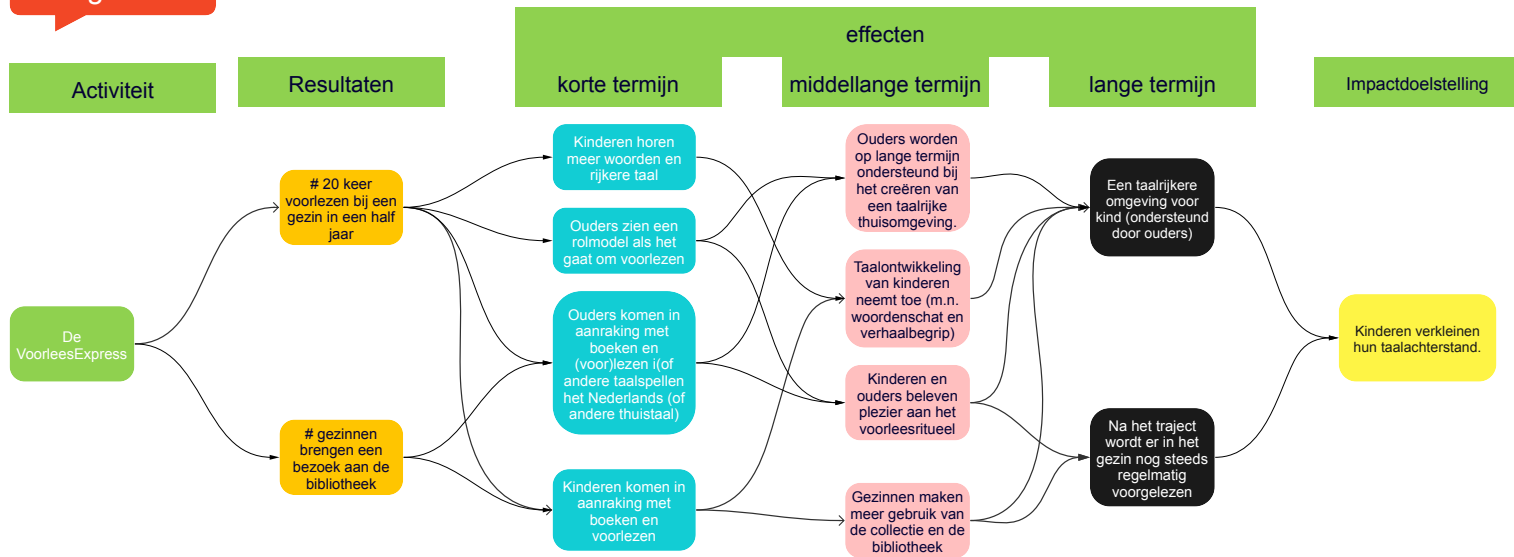 effecten
Activiteit
Resultaten
korte termijn
middellange termijn
lange termijn
Impactdoelstelling
De
VoorleesExpress
# 20 keer
voorlezen bij een
gezin in een half
jaar
# gezinnen
brengen een
bezoek aan de
bibliotheek
Kinderen horen
meer woorden en
rijkere taal
Ouders zien een
rolmodel als het
gaat om voorlezen
Ouders komen in
aanraking met
boeken en
(voor)lezen i(of
andere taalspellen
het Nederlands (of
andere thuistaal)
Kinderen komen in
aanraking met
boeken en
voorlezen
Ouders worden
op lange termijn
ondersteund bij
het creëren van
een taalrijke
thuisomgeving.
Taalontwikkeling
van kinderen
neemt toe (m.n.
woordenschat en
verhaalbegrip)
Kinderen en
ouders beleven
plezier aan het
voorleesritueel
Gezinnen maken
meer gebruik van
de collectie en de
bibliotheek
Een taalrijkere
omgeving voor
kind (ondersteund
door ouders)
Na het traject
wordt er in het
gezin nog steeds
regelmatig
voorgelezen
Kinderen verkleinen
hun taalachterstand.